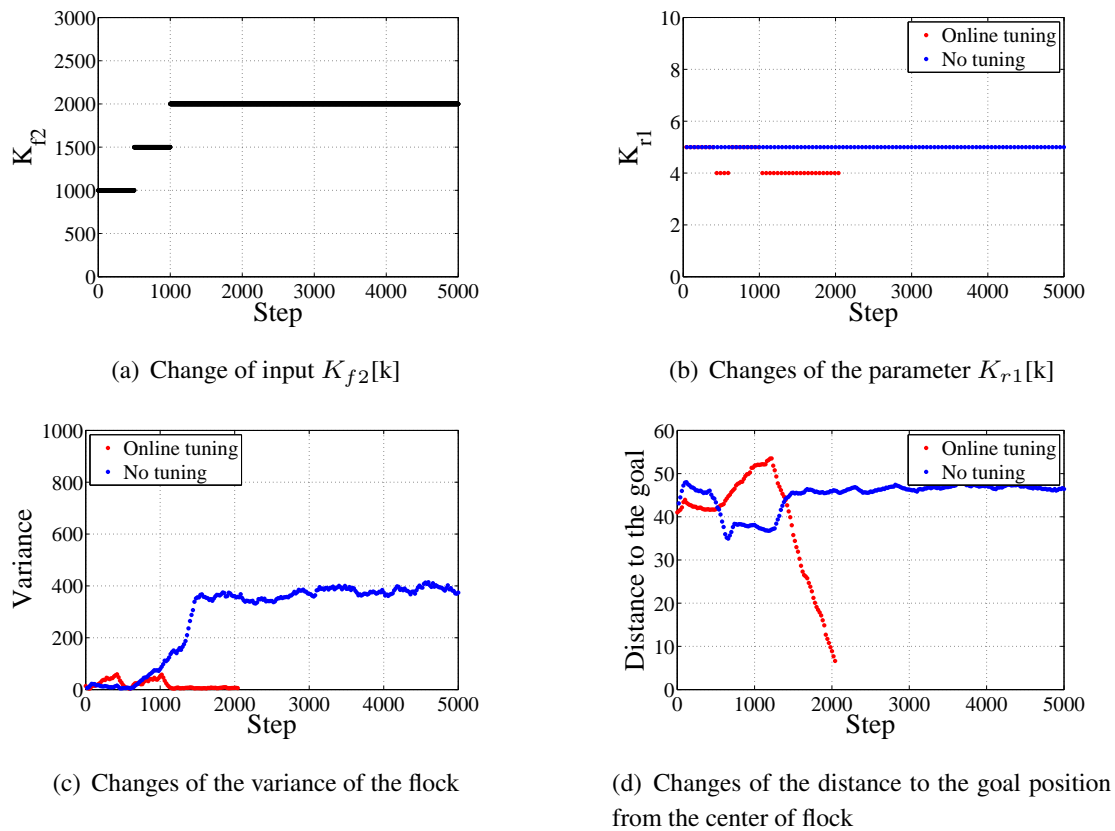 3000
2500
2000
1500
1000
500
0
K_f2
0 1000 2000 3000 4000 5000
Step
(a) Change of input K_f2[k]
10
8
6
4
2
0
K_r1
Online tuning
No tuning
0 1000 2000 3000 4000 5000
Step
(b) Changes of the parameter K_r1[k]
1000
800
600
400
200
0
Variance
Online tuning
No tuning
0 1000 2000 3000 4000 5000
Step
(c) Changes of the variance of the flock
60
50
40
30
20
10
0
Distance to the goal
Online tuning
No tuning
0 1000 2000 3000 4000 5000
Step
(d) Changes of the distance to the goal position
from the center of flock